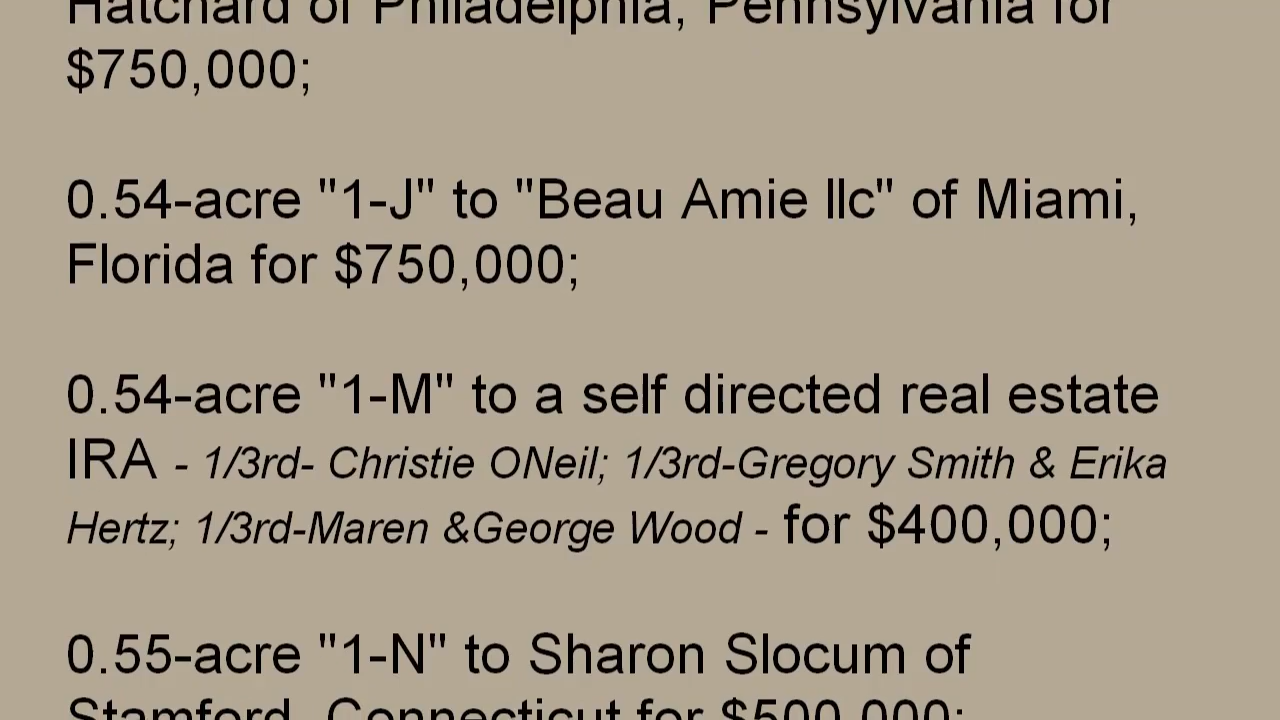 Hatchard of Philadelphia, Pennsylvania for
$750,000;
0.54-acre "1-J" to "Beau Amie llc" of Miami,
Florida for $750,000;
0.54-acre "1-M" to a self directed real estate
IRA - 1/3rd- Christie ONeil; 1/3rd-Gregory Smith & Erika
Hertz; 1/3rd-Maren &George Wood - for $400,000;
0.55-acre "1-N" to Sharon Slocum of
Stamford, Connecticut for $500,000;